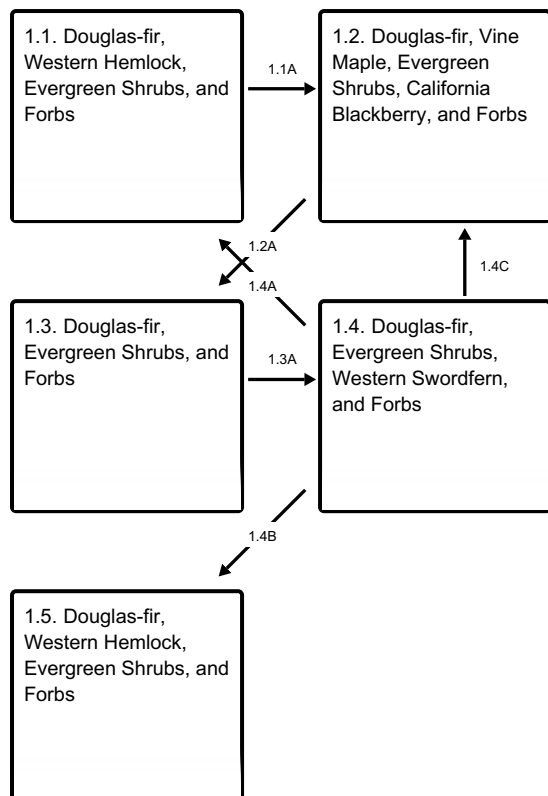 1.1. Douglas-fir,
Western Hemlock,
Evergreen Shrubs, and
Forbs
1.1A
1.2. Douglas-fir, Vine
Maple, Evergreen
Shrubs, California
Blackberry, and Forbs
1.2A
1.4A
1.4C
1.3. Douglas-fir,
Evergreen Shrubs, and
Forbs
1.3A
1.4. Douglas-fir,
Evergreen Shrubs,
Western Swordfern,
and Forbs
1.4B
1.5. Douglas-fir,
Western Hemlock,
Evergreen Shrubs, and
Forbs